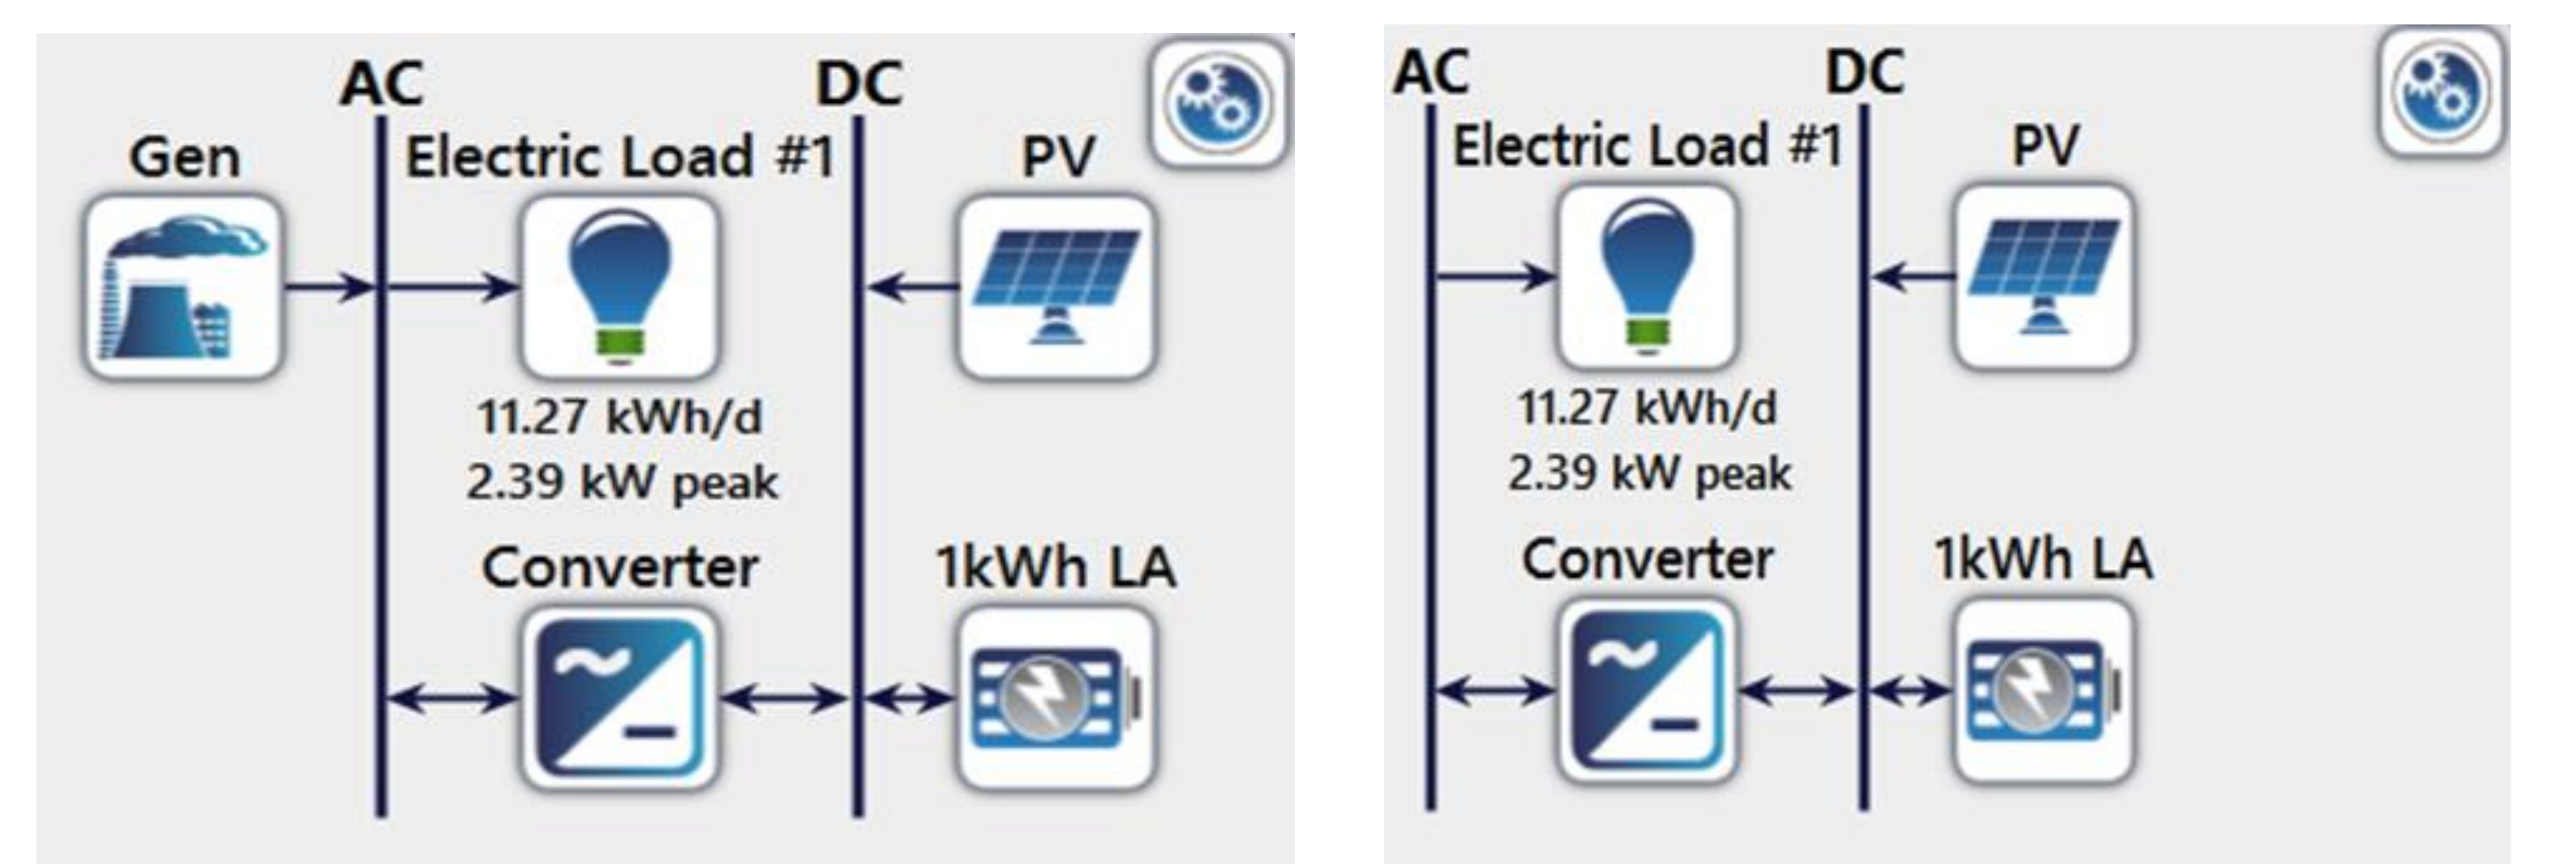 AC
DC
Gen
Electric Load #1
PV
11.27 kWh/d
2.39 kW peak
Converter
1kWh LA
AC
DC
Electric Load #1
PV
11.27 kWh/d
2.39 kW peak
Converter
1kWh LA